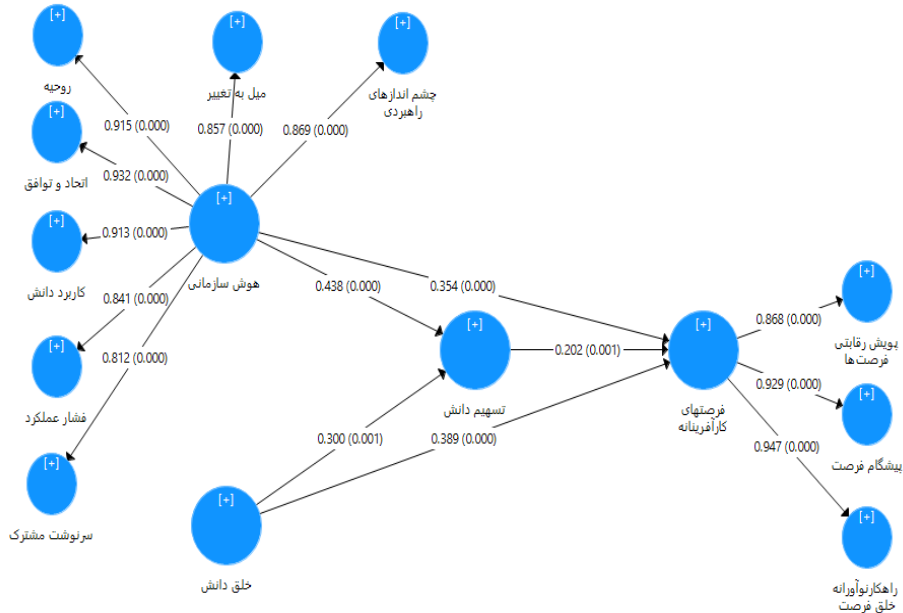 [+]
روحیه
[+]
میل به تغییر
[+]
چشم اندازهای
راهبردی
0.915 (0.000)
0.857 (0.000)
0.869 (0.000)
[+]
اتحاد و توافق
0.932 (0.000)
[+]
هوش سازمانی
[+]
کاربرد دانش
0.913 (0.000)
0.841 (0.000)
0.812 (0.000)
[+]
فشار عملکرد
[+]
سرنوشت مشترک
0.438 (0.000)
0.354 (0.000)
[+]
تسهیم دانش
0.202 (0.001)
0.300 (0.001)
0.389 (0.000)
[+]
خلق دانش
[+]
فرصتهای
کارآفرینانه
0.868 (0.000)
0.929 (0.000)
0.947 (0.000)
[+]
پویش رقابتی
فرصت‌ها
[+]
پیشگام فرصت
[+]
راهکارنوآورانه
خلق فرصت